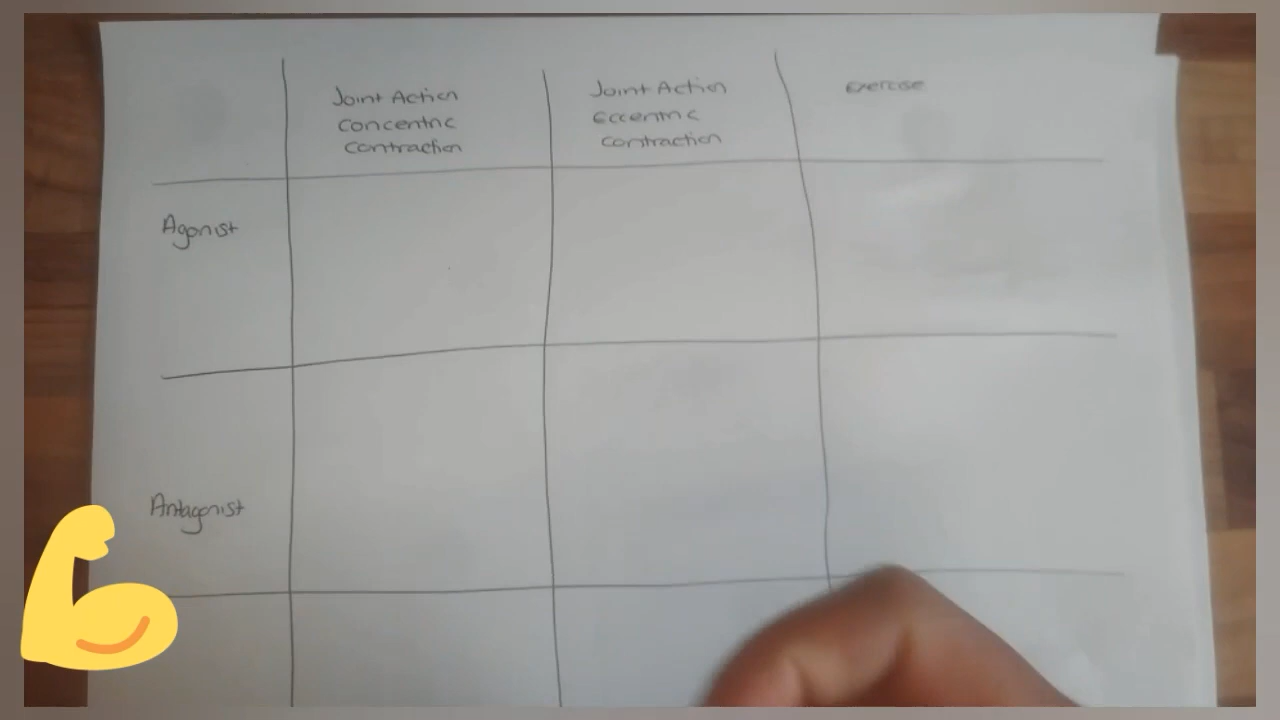 Joint Action
Concentric
Contraction
Joint Action
Eccentric
Contraction
Exercise
Agonist
Antagonist